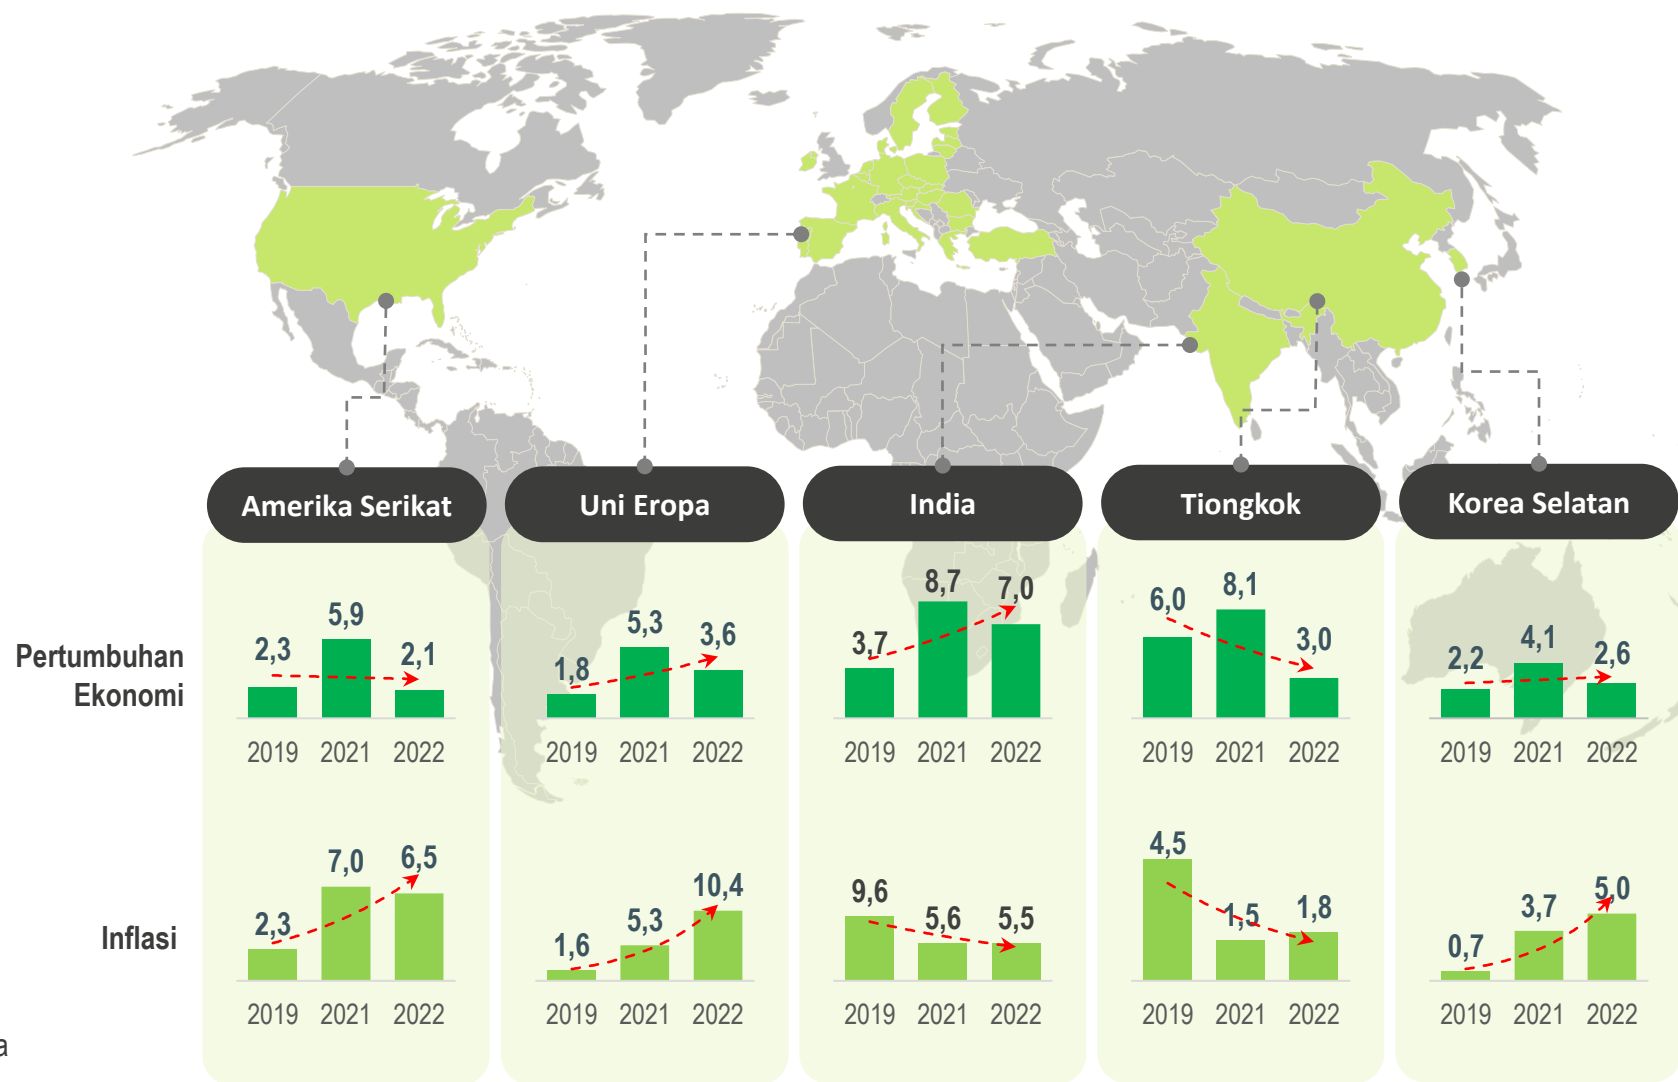 Amerika Serikat
Uni Eropa
India
Tiongkok
Korea Selatan
Pertumbuhan
Ekonomi
2,3 5,9 2,1
2019 2021 2022
1,8 5,3 3,6
2019 2021 2022
3,7 8,7 7,0
2019 2021 2022
6,0 8,1 3,0
2019 2021 2022
2,2 4,1 2,6
2019 2021 2022
Inflasi
2,3 7,0 6,5
2019 2021 2022
1,6 5,3 10,4
2019 2021 2022
9,6 5,6 5,5
2019 2021 2022
4,5 1,5 1,8
2019 2021 2022
0,7 3,7 5,0
2019 2021 2022
a